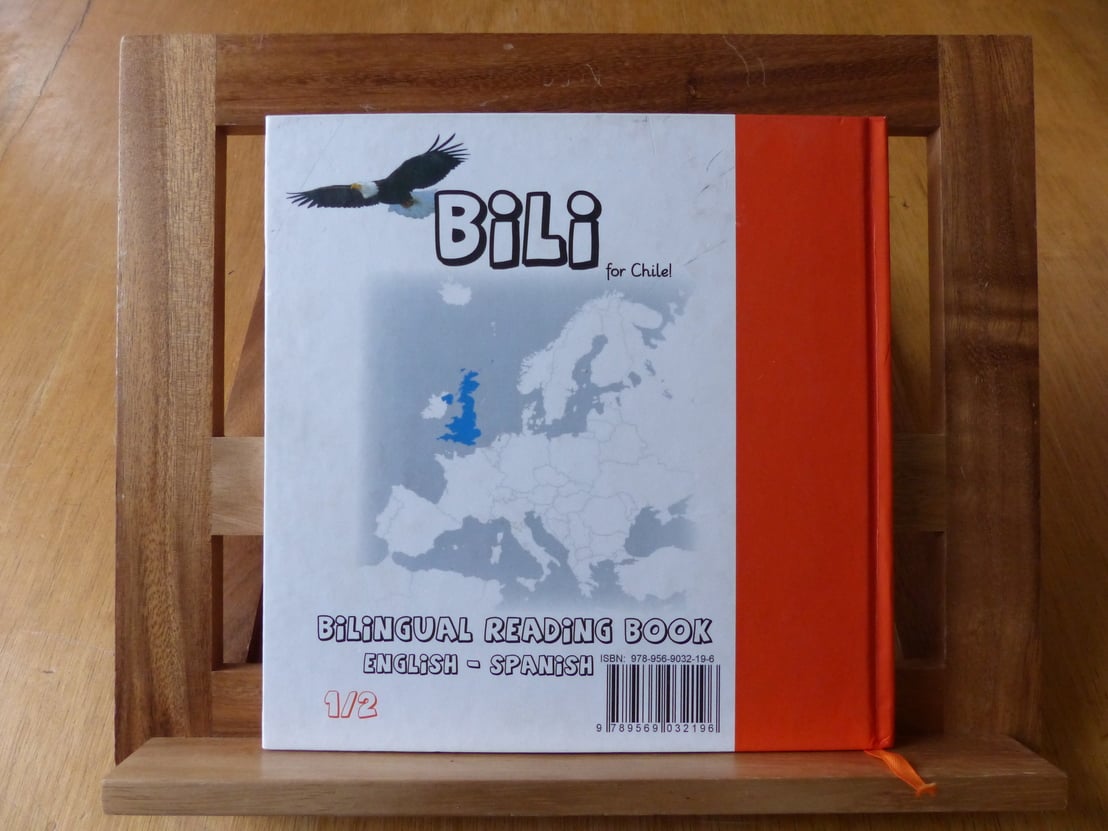 BiLi
for Chile!
BiLiNGUAL READiNG BOOK
ENGLiSH - SPANiSH
ISBN: 978-956-9032-19-6
1/2
9 789569 032196